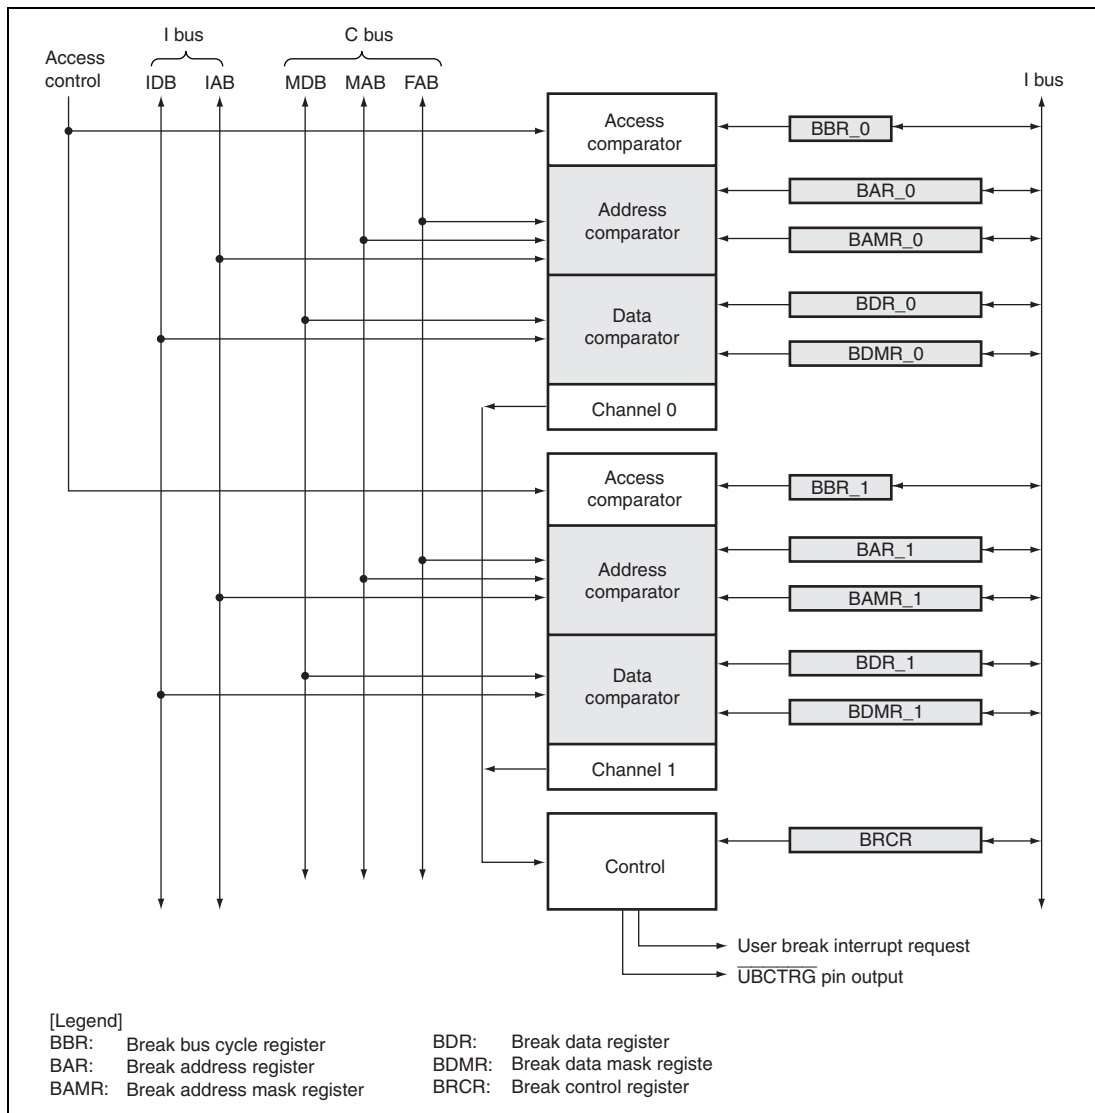 I bus
C bus
Access
control
IDB
IAB
MDB
MAB
FAB
I bus
Access
comparator
BBR_0
Address
comparator
BAR_0
BAMR_0
Data
comparator
BDR_0
BDMR_0
Channel 0
Access
comparator
BBR_1
Address
comparator
BAR_1
BAMR_1
Data
comparator
BDR_1
BDMR_1
Channel 1
Control
BRCR
User break interrupt request
UBCTRG pin output
[Legend]
BBR: Break bus cycle register
BAR: Break address register
BAMR: Break address mask register
BDR: Break data register
BDMR: Break data mask registe
BRCR: Break control register